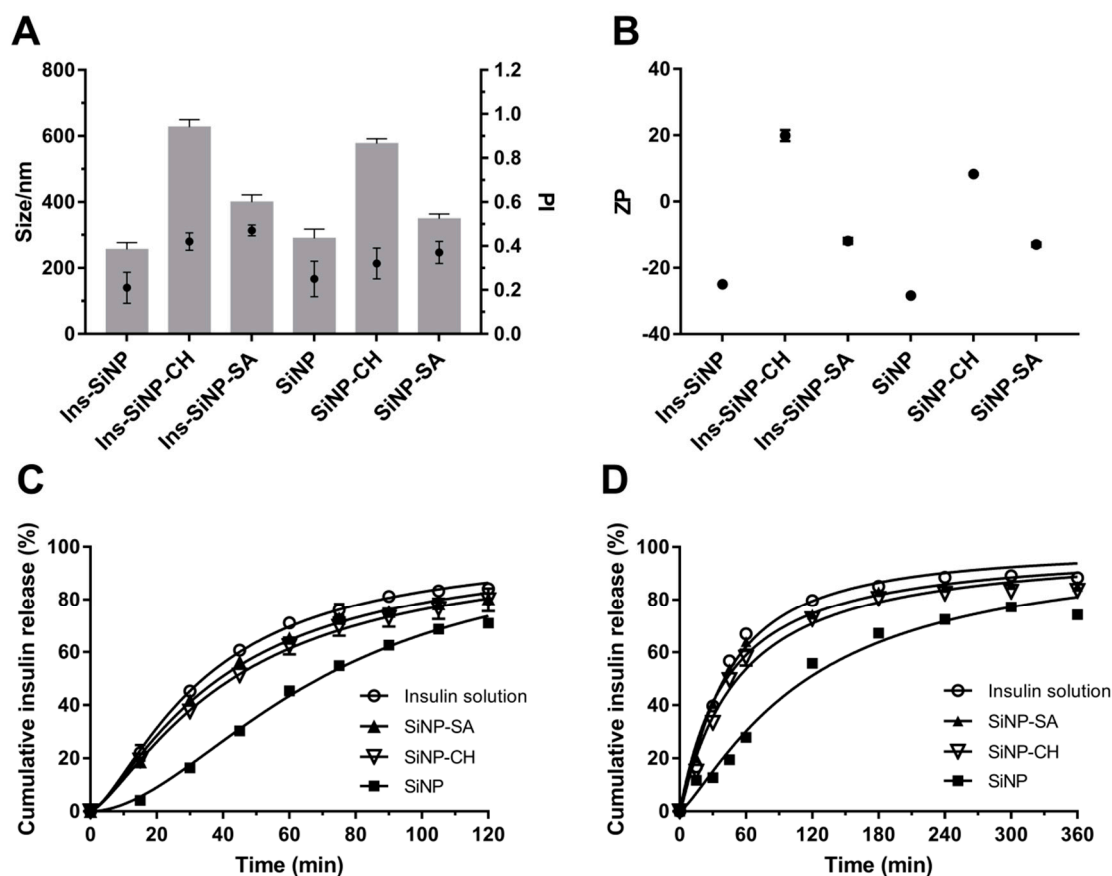 A
800
600
400
200
0
Size/nm
1.2
1.0
0.8
0.6
0.4
0.2
0.0
PI
Ins-SiNP
Ins-SiNP-CH
Ins-SiNP-SA
SiNP
SiNP-CH
SiNP-SA
B
40
20
0
-20
-40
ZP
Ins-SiNP
Ins-SiNP-CH
Ins-SiNP-SA
SiNP
SiNP-CH
SiNP-SA
C
100
80
60
40
20
0
Cumulative insulin release (%)
Insulin solution
SiNP-SA
SiNP-CH
SiNP
0 20 40 60 80 100 120
Time (min)
D
100
80
60
40
20
0
Cumulative insulin release (%)
Insulin solution
SiNP-SA
SiNP-CH
SiNP
0 60 120 180 240 300 360
Time (min)